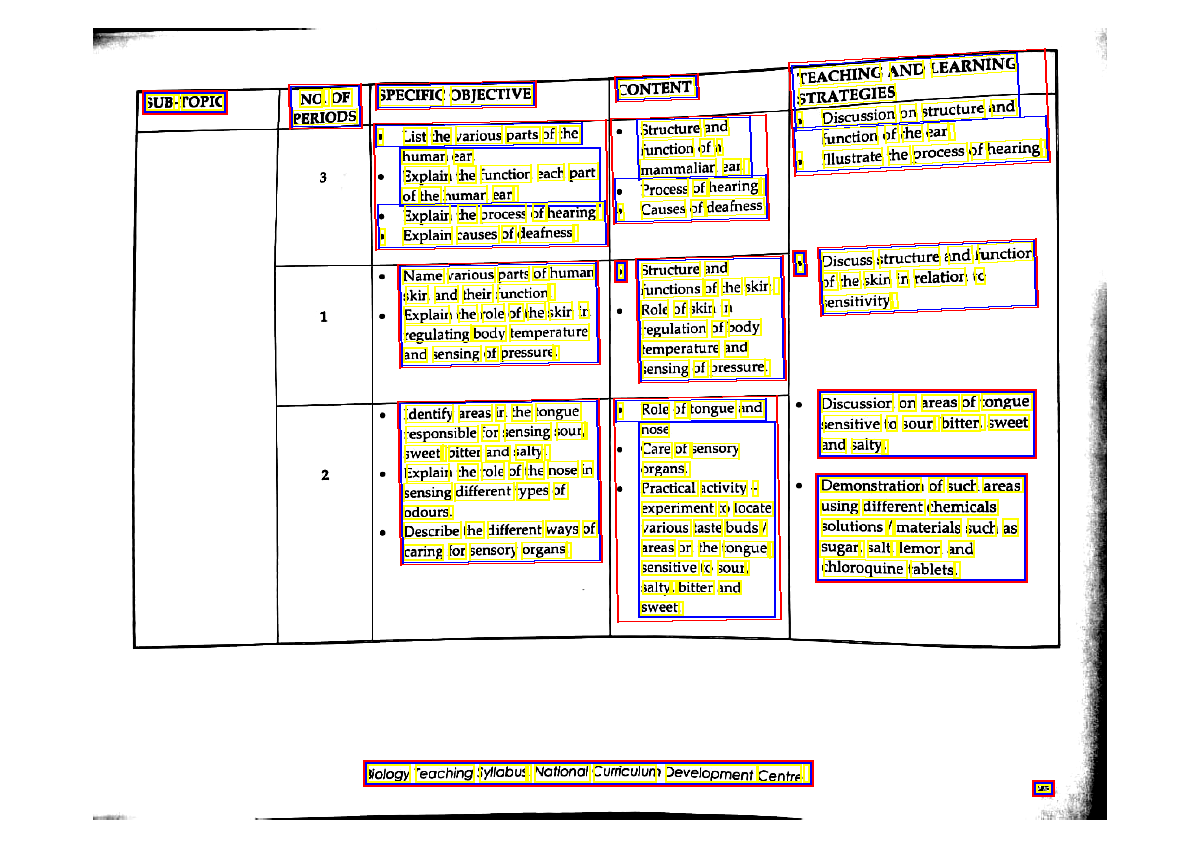 SUB-TOPIC
NO. OF
PERIODS
SPECIFIC OBJECTIVE
CONTENT
TEACHING AND LEARNING
STRATEGIES
3
• List the various parts of the
human ear.
• Explain the function each part
of the human ear
• Explain the process of hearing
• Explain causes of deafness
• Structure and
function of a
mammalian ear
• Process of hearing
• Causes of deafness
• Discussion on structure and
function of the ear
• Illustrate the process of hearing
1
• Name various parts of human
skin and their function
• Explain the role of the skin in
regulating body temperature
and sensing of pressure.
• Structure and
functions of the skin
• Role of skin in
regulation of body
temperature and
sensing of pressure.
• Discuss structure and function
of the skin in relation to
sensitivity.
2
• Identify areas in the tongue
responsible for sensing sour,
sweet bitter and salty.
• Explain the role of the nose in
sensing different types of
odours.
• Describe the different ways of
caring for sensory organs
• Role of tongue and
nose
• Care of sensory
organs.
• Practical activity -
experiment to locate
various taste buds /
areas on the tongue
sensitive to sour,
salty, bitter and
sweet
• Discussion on areas of tongue
sensitive to sour, bitter, sweet
and salty.
• Demonstration of such areas
using different chemicals
solutions / materials such as
sugar, salt lemon and
chloroquine tablets.
Biology Teaching Syllabus National Curriculum Development Centre